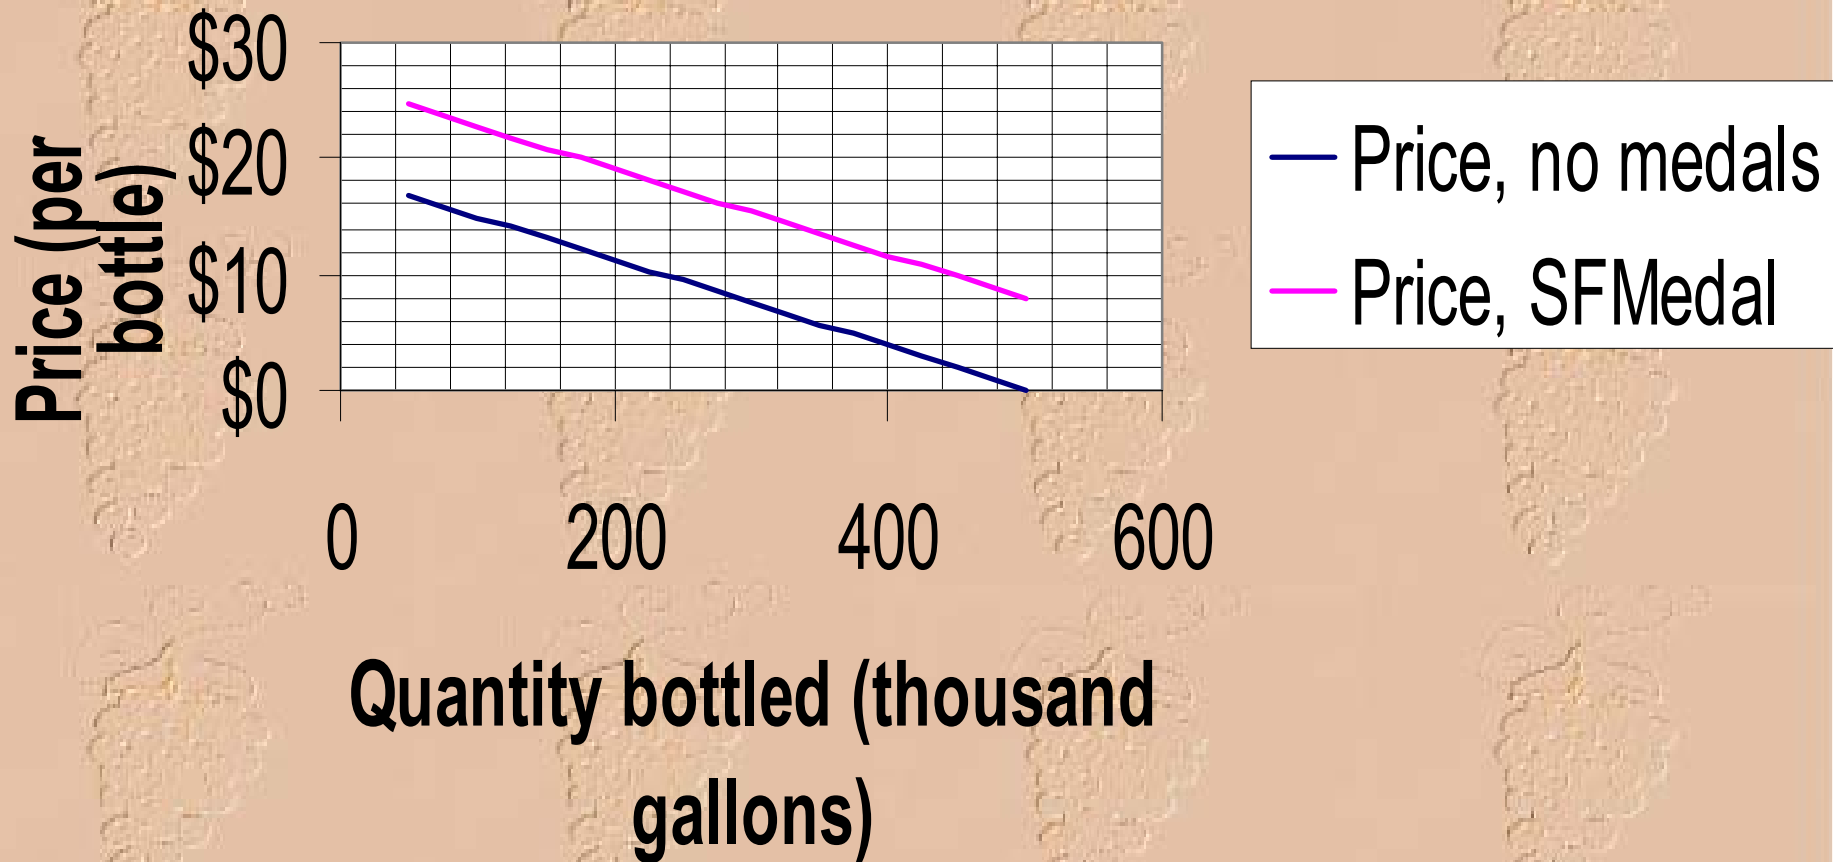 $30
$20
$10
$0
Price (per
bottle)
0 200 400 600
Quantity bottled (thousand
gallons)
Price, no medals
Price, SFMedal